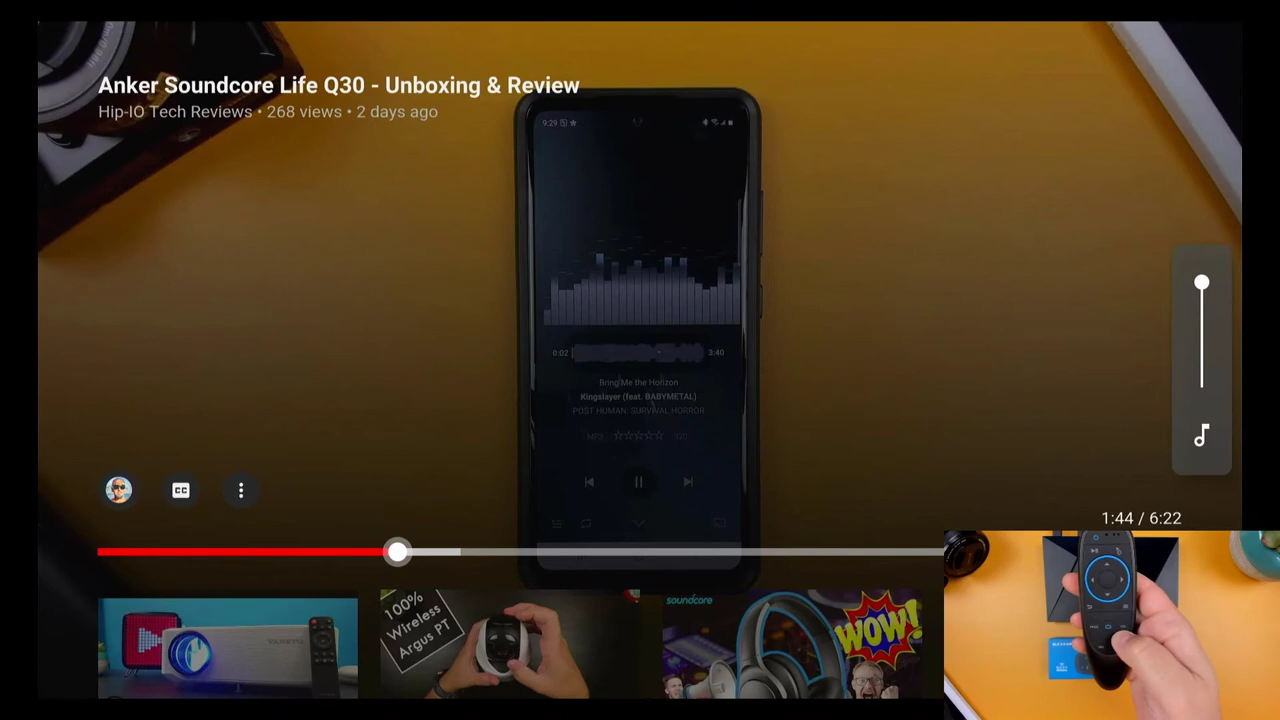 Anker Soundcore Life Q30 - Unboxing & Review
Hip-IO Tech Reviews • 268 views • 2 days ago
9:29
0:02
3:40
Bring Me the Horizon
Kingslayer (feat. BABYMETAL)
POST HUMAN: SURVIVAL HORROR
MP3
CC
1:44 / 6:22
100%
Wireless
Argus PT
soundcore
WOW!